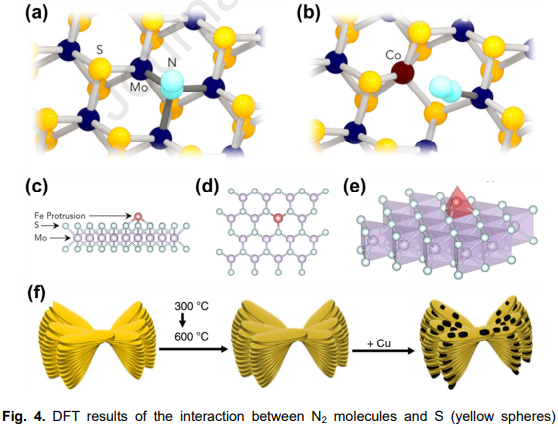 (a)
(b)
S
N
Mo
Co
(c)
(d)
(e)
Fe Protrusion
S
Mo
(f)
300 °C
600 °C
+ Cu
Fig. 4. DFT results of the interaction between N₂ molecules and S (yellow spheres)